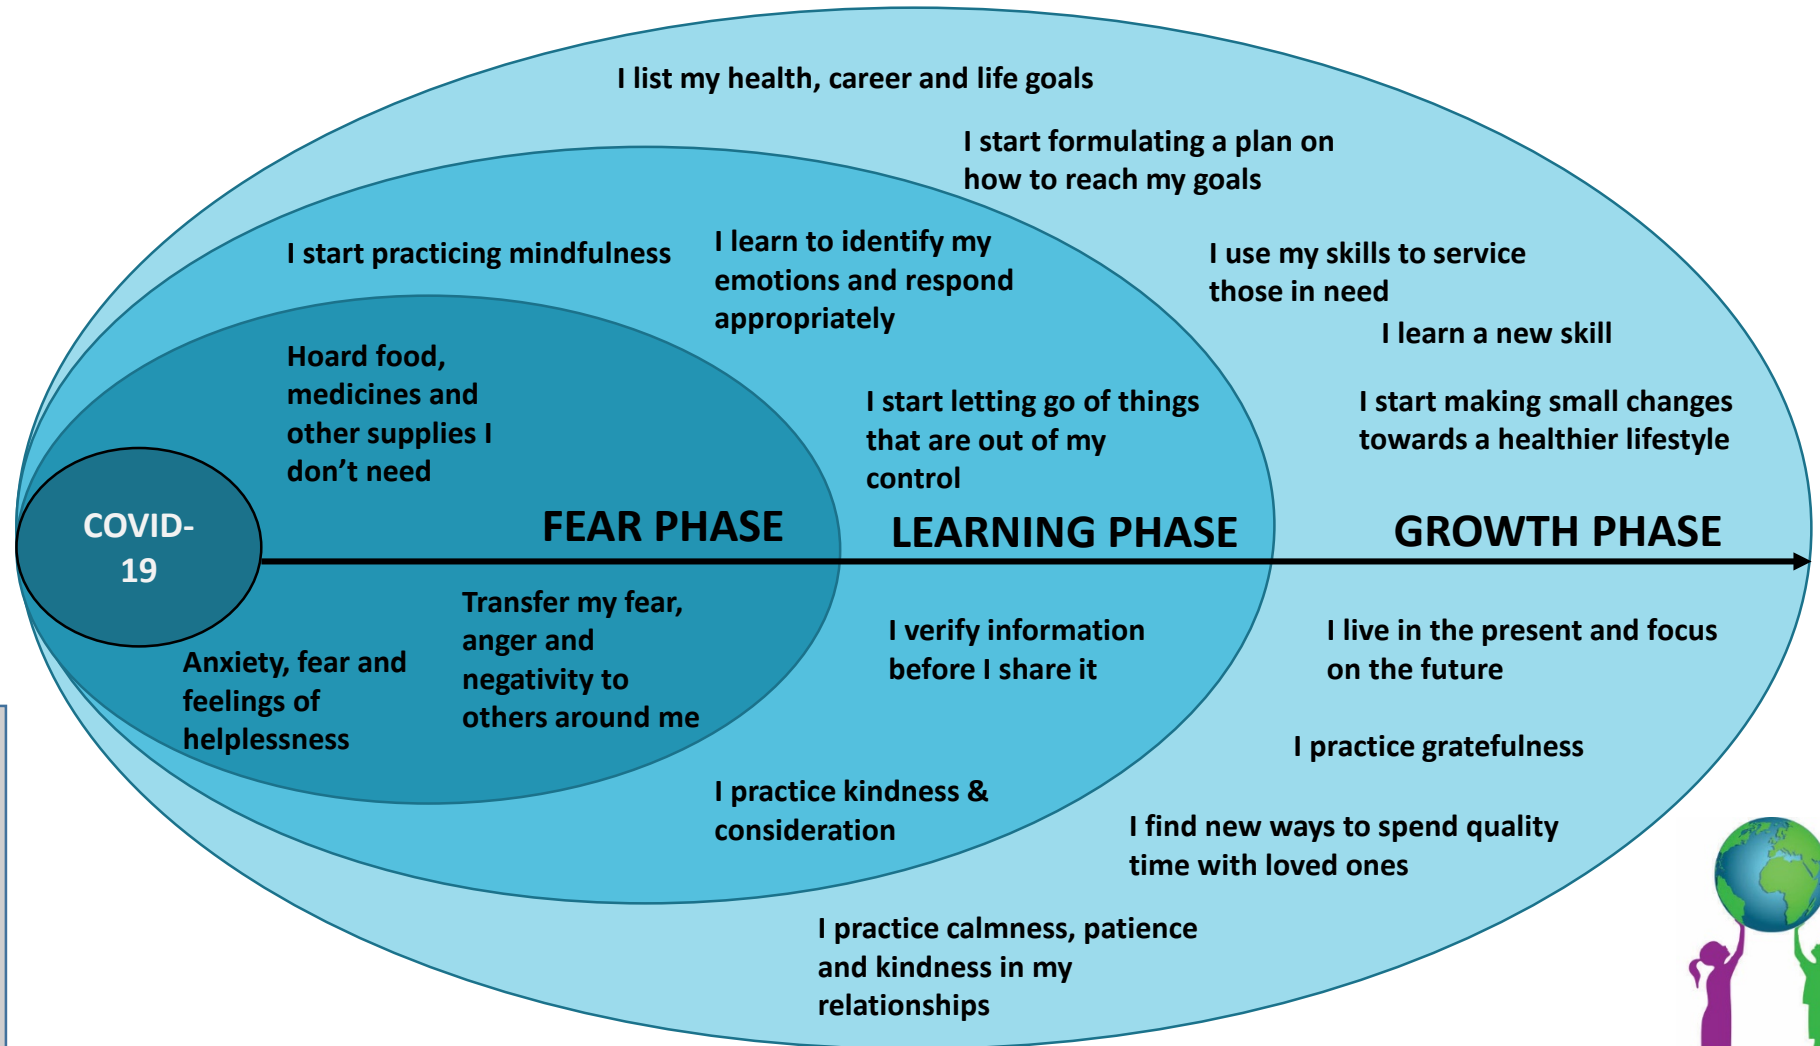 I list my health, career and life goals
I start formulating a plan on
how to reach my goals
I start practicing mindfulness
I learn to identify my
emotions and respond
appropriately
I use my skills to service
those in need
I learn a new skill
Hoard food,
medicines and
other supplies I
don’t need
I start letting go of things
that are out of my
control
I start making small changes
towards a healthier lifestyle
COVID-
19
FEAR PHASE
LEARNING PHASE
GROWTH PHASE
Anxiety, fear and
feelings of
helplessness
Transfer my fear,
anger and
negativity to
others around me
I verify information
before I share it
I live in the present and focus
on the future
I practice gratefulness
I practice kindness &
consideration
I find new ways to spend quality
time with loved ones
I practice calmness, patience
and kindness in my
relationships